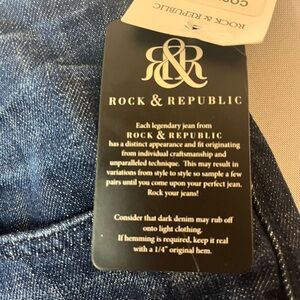 ROCK & REPUBLIC
R&R
ROCK & REPUBLIC
Each legendary jean from
ROCK & REPUBLIC
has a distinct appearance and fit originating
from individual craftsmanship and
unparalleled technique. This may result in
variations from style to style so sample a few
pairs until you come upon your perfect jean.
Rock your jeans!
Consider that dark denim may rub off
onto light clothing.
If hemming is required, keep it real
with a 1/4" original hem.